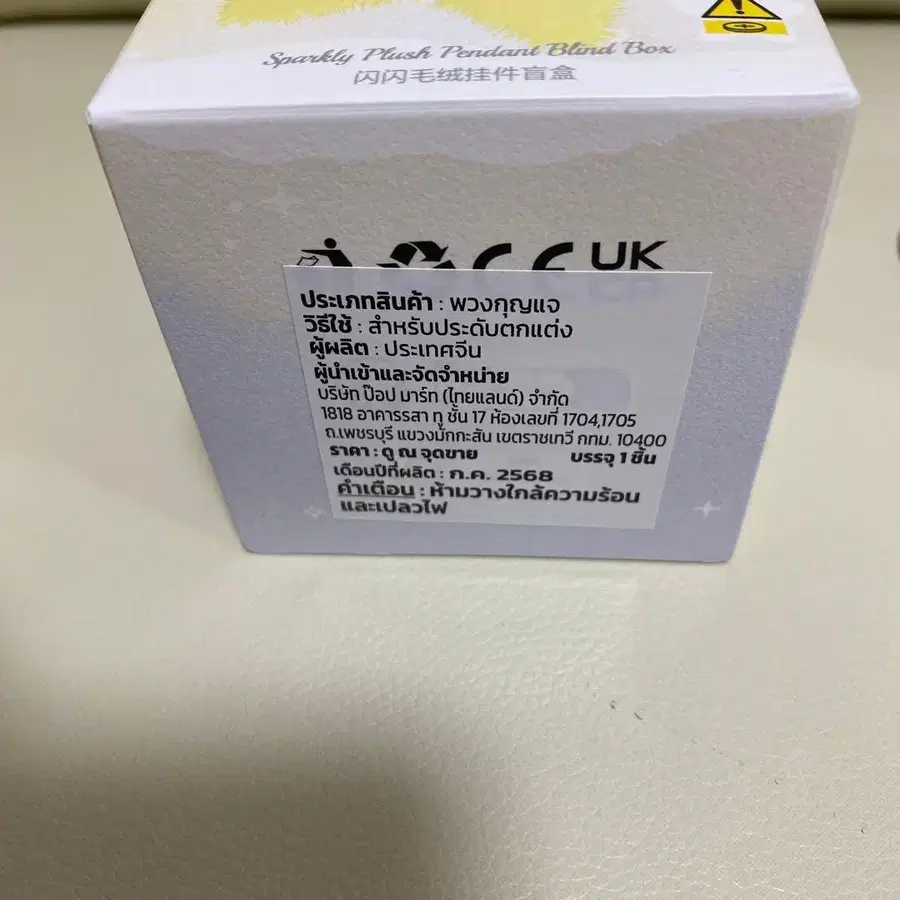 Sparkly Plush Pendant Blind Box
闪闪毛绒挂件盲盒
UK
CA
ประเภทสินค้า : พวงกุญแจ
วิธีใช้ : สำหรับประดับตกแต่ง
ผู้ผลิต : ประเทศจีน
ผู้นำเข้าและจัดจำหน่าย
บริษัท ป๊อป มาร์ท (ไทยแลนด์) จำกัด
1818 อาคารรสา ทู ชั้น 17 ห้องเลขที่ 1704,1705
ถ.เพชรบุรี แขวงมักกะสัน เขตราชเทวี กทม. 10400
ราคา : ดู ณ จุดขาย บรรจุ 1 ชิ้น
เดือนปีที่ผลิต : ก.ค. 2568
คำเตือน : ห้ามวางใกล้ความร้อน
และเปลวไฟ